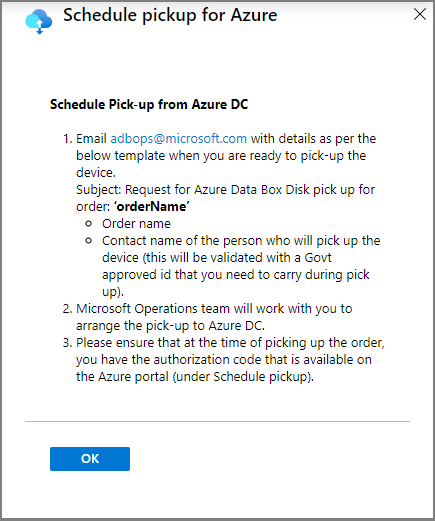 Schedule pickup for Azure
Schedule Pick-up from Azure DC
1. Email adbops@microsoft.com with details as per the
below template when you are ready to pick-up the
device.
Subject: Request for Azure Data Box Disk pick up for
order: ‘orderName’
Order name
Contact name of the person who will pick up the
device (this will be validated with a Govt
approved id that you need to carry during pick
up).
2. Microsoft Operations team will work with you to
arrange the pick-up to Azure DC.
3. Please ensure that at the time of picking up the order,
you have the authorization code that is available on
the Azure portal (under Schedule pickup).
OK